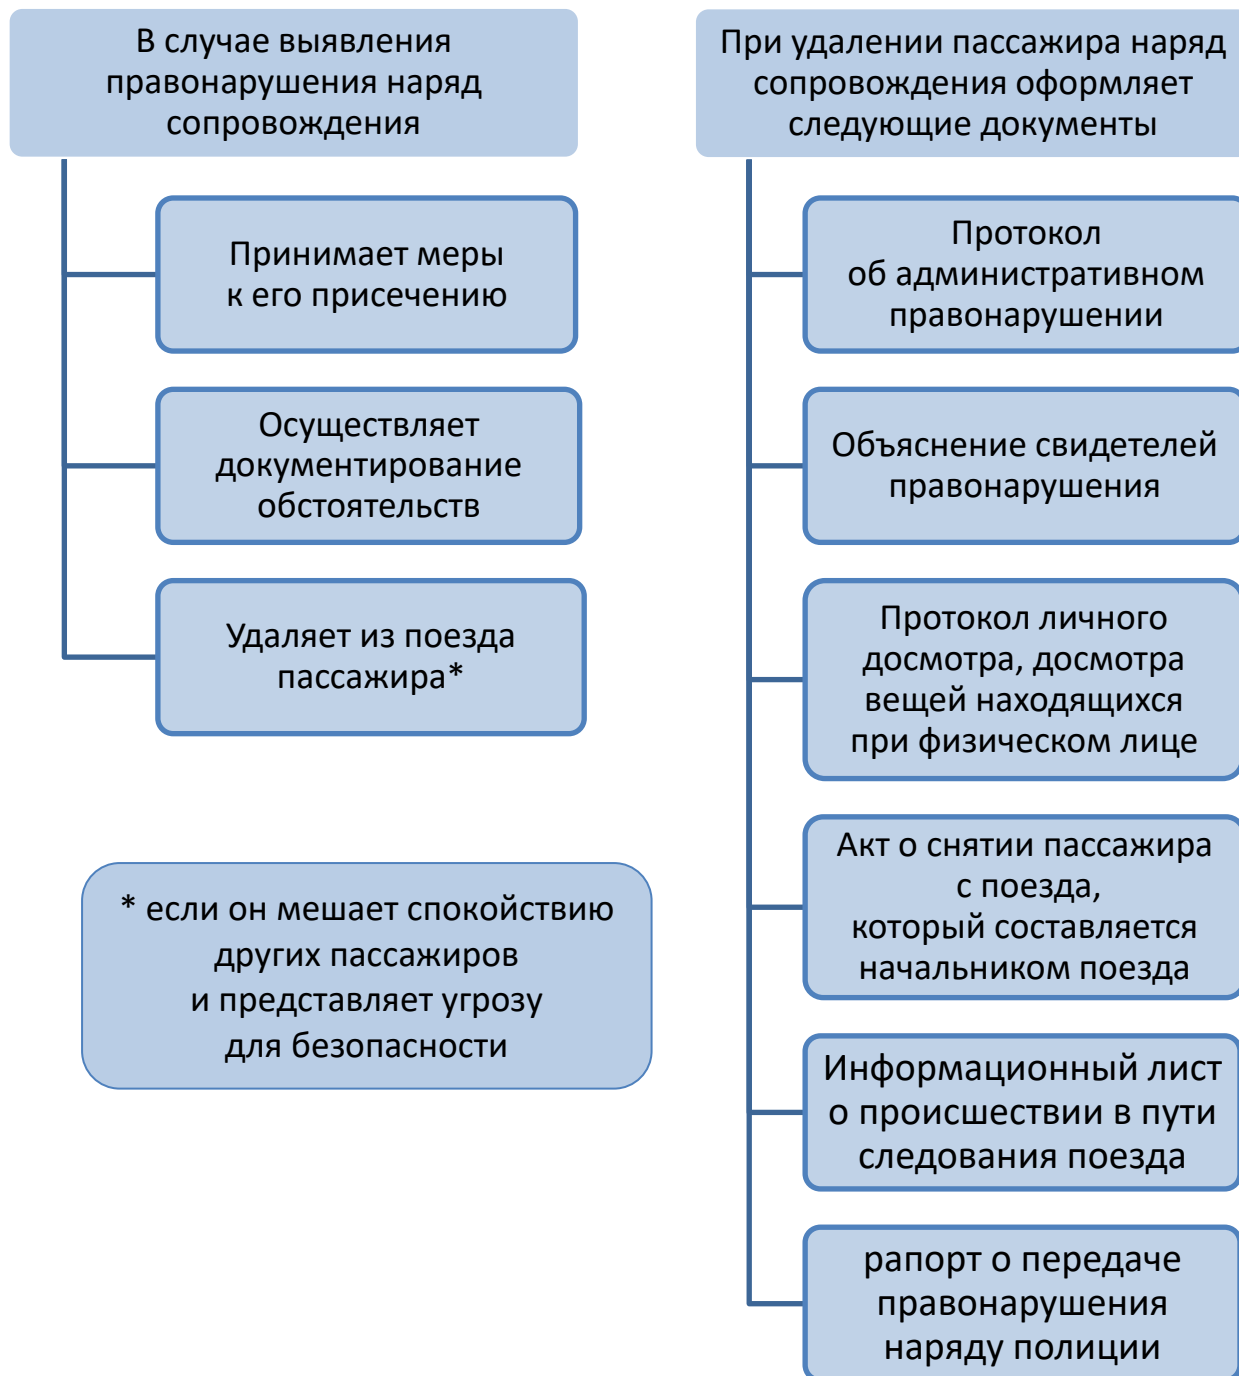 В случае выявления
правонарушения наряд
сопровождения
Принимает меры
к его присечению
Осуществляет
документирование
обстоятельств
Удаляет из поезда
пассажира*
* если он мешает спокойствию
других пассажиров
и представляет угрозу
для безопасности
При удалении пассажира наряд
сопровождения оформляет
следующие документы
Протокол
об административном
правонарушении
Объяснение свидетелей
правонарушения
Протокол личного
досмотра, досмотра
вещей находящихся
при физическом лице
Акт о снятии пассажира
с поезда,
который составляется
начальником поезда
Информационный лист
о происшествии в пути
следования поезда
рапорт о передаче
правонарушения
наряду полиции